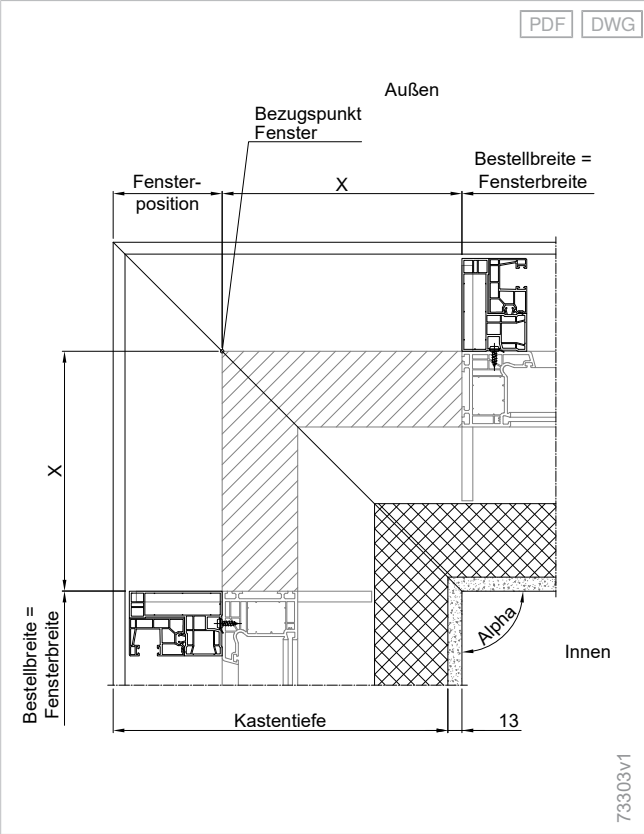 PDF DWG
Außen
Bezugspunkt
Fenster
Bestellbreite =
Fensterbreite
Fenster-
position
X
X
Bestellbreite =
Fensterbreite
Alpha
Innen
Kastentiefe
13
73303v1